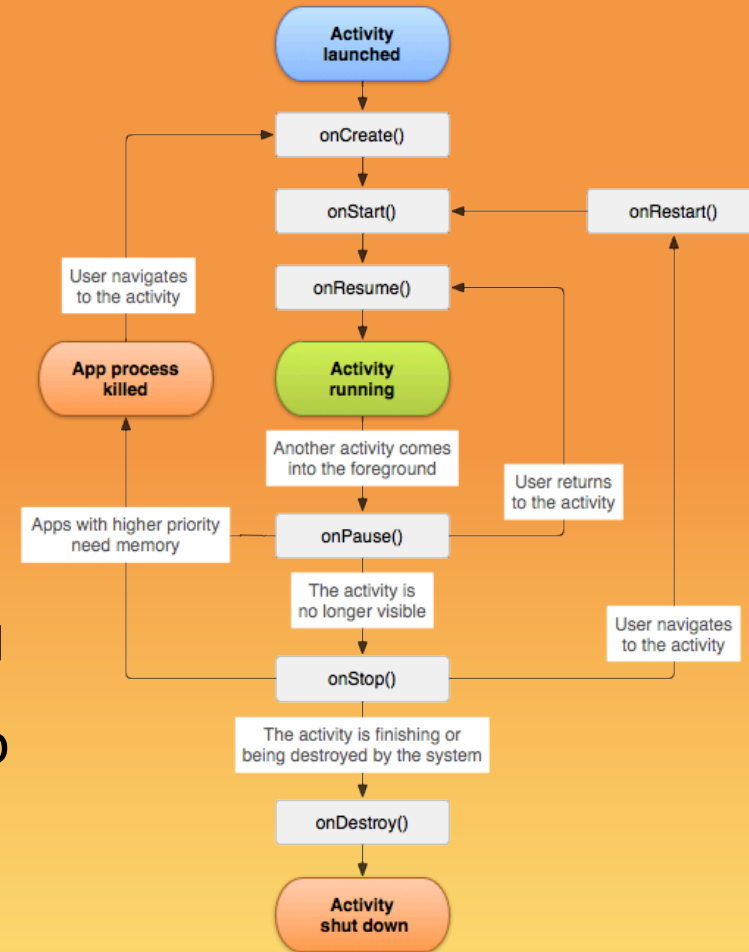 Activity
launched
onCreate()
onStart()
onRestart()
User navigates
to the activity
onResume()
App process
killed
Activity
running
Another activity comes
into the foreground
User returns
to the activity
Apps with higher priority
need memory
onPause()
The activity is
no longer visible
User navigates
to the activity
onStop()
The activity is finishing or
being destroyed by the system
onDestroy()
Activity
shut down